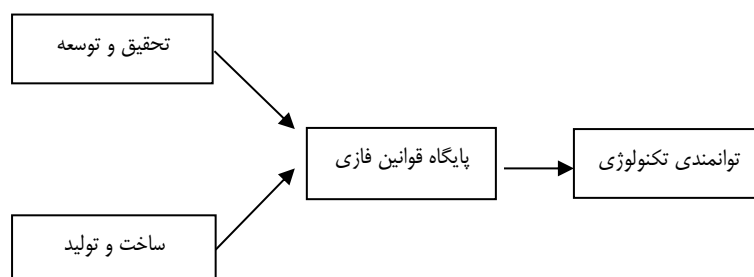 تحقیق و توسعه
پایگاه قوانین فازی
توانمندی تکنولوژی
ساخت و تولید